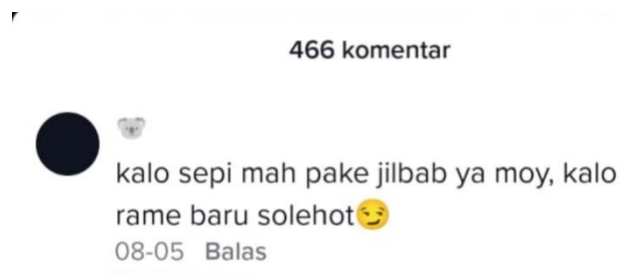 466 komentar
🐨
kalo sepi mah pake jilbab ya moy, kalo
rame baru solehot😏
08-05 Balas